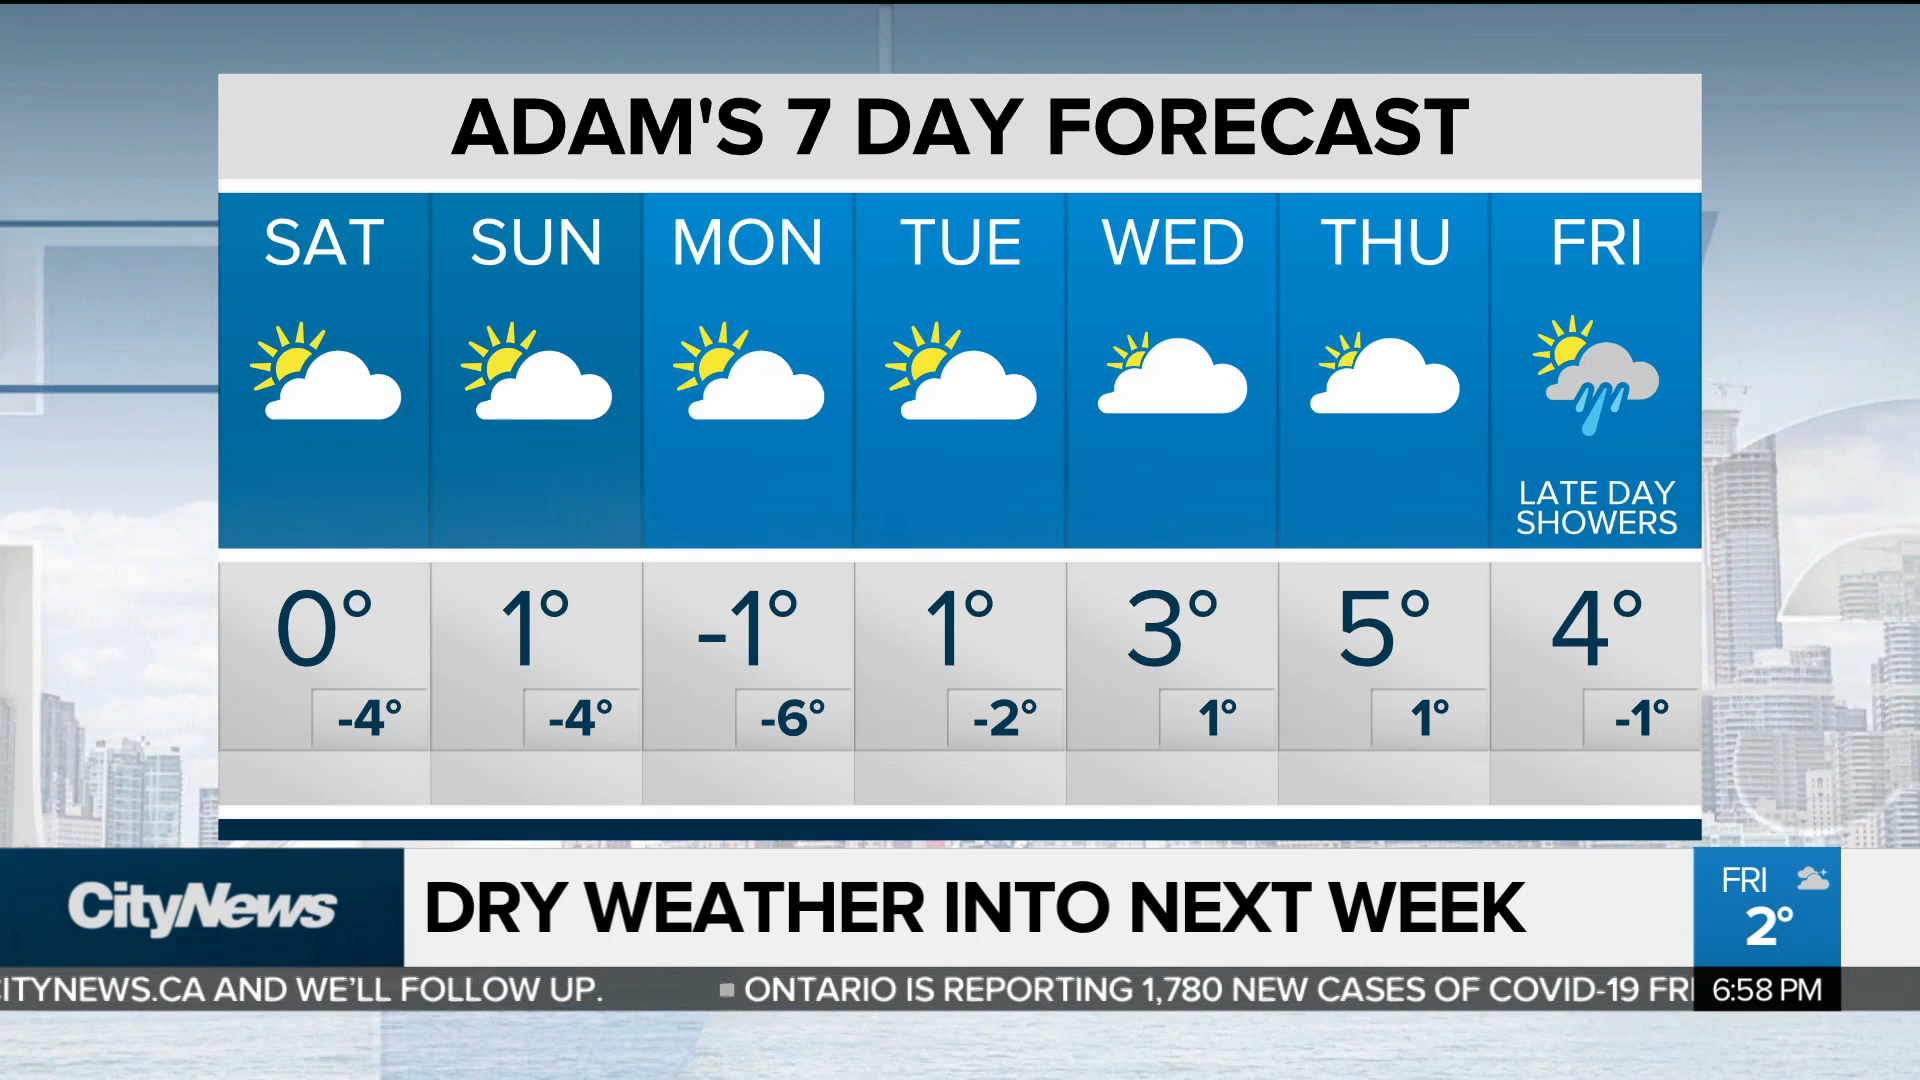 ADAM'S 7 DAY FORECAST
SAT SUN MON TUE WED THU FRI
LATE DAY
SHOWERS
0° 1° -1° 1° 3° 5° 4°
-4° -4° -6° -2° 1° 1° -1°
CityNews
DRY WEATHER INTO NEXT WEEK
FRI
2°
CITYNEWS.CA AND WE'LL FOLLOW UP. ONTARIO IS REPORTING 1,780 NEW CASES OF COVID-19 FRI
6:58 PM